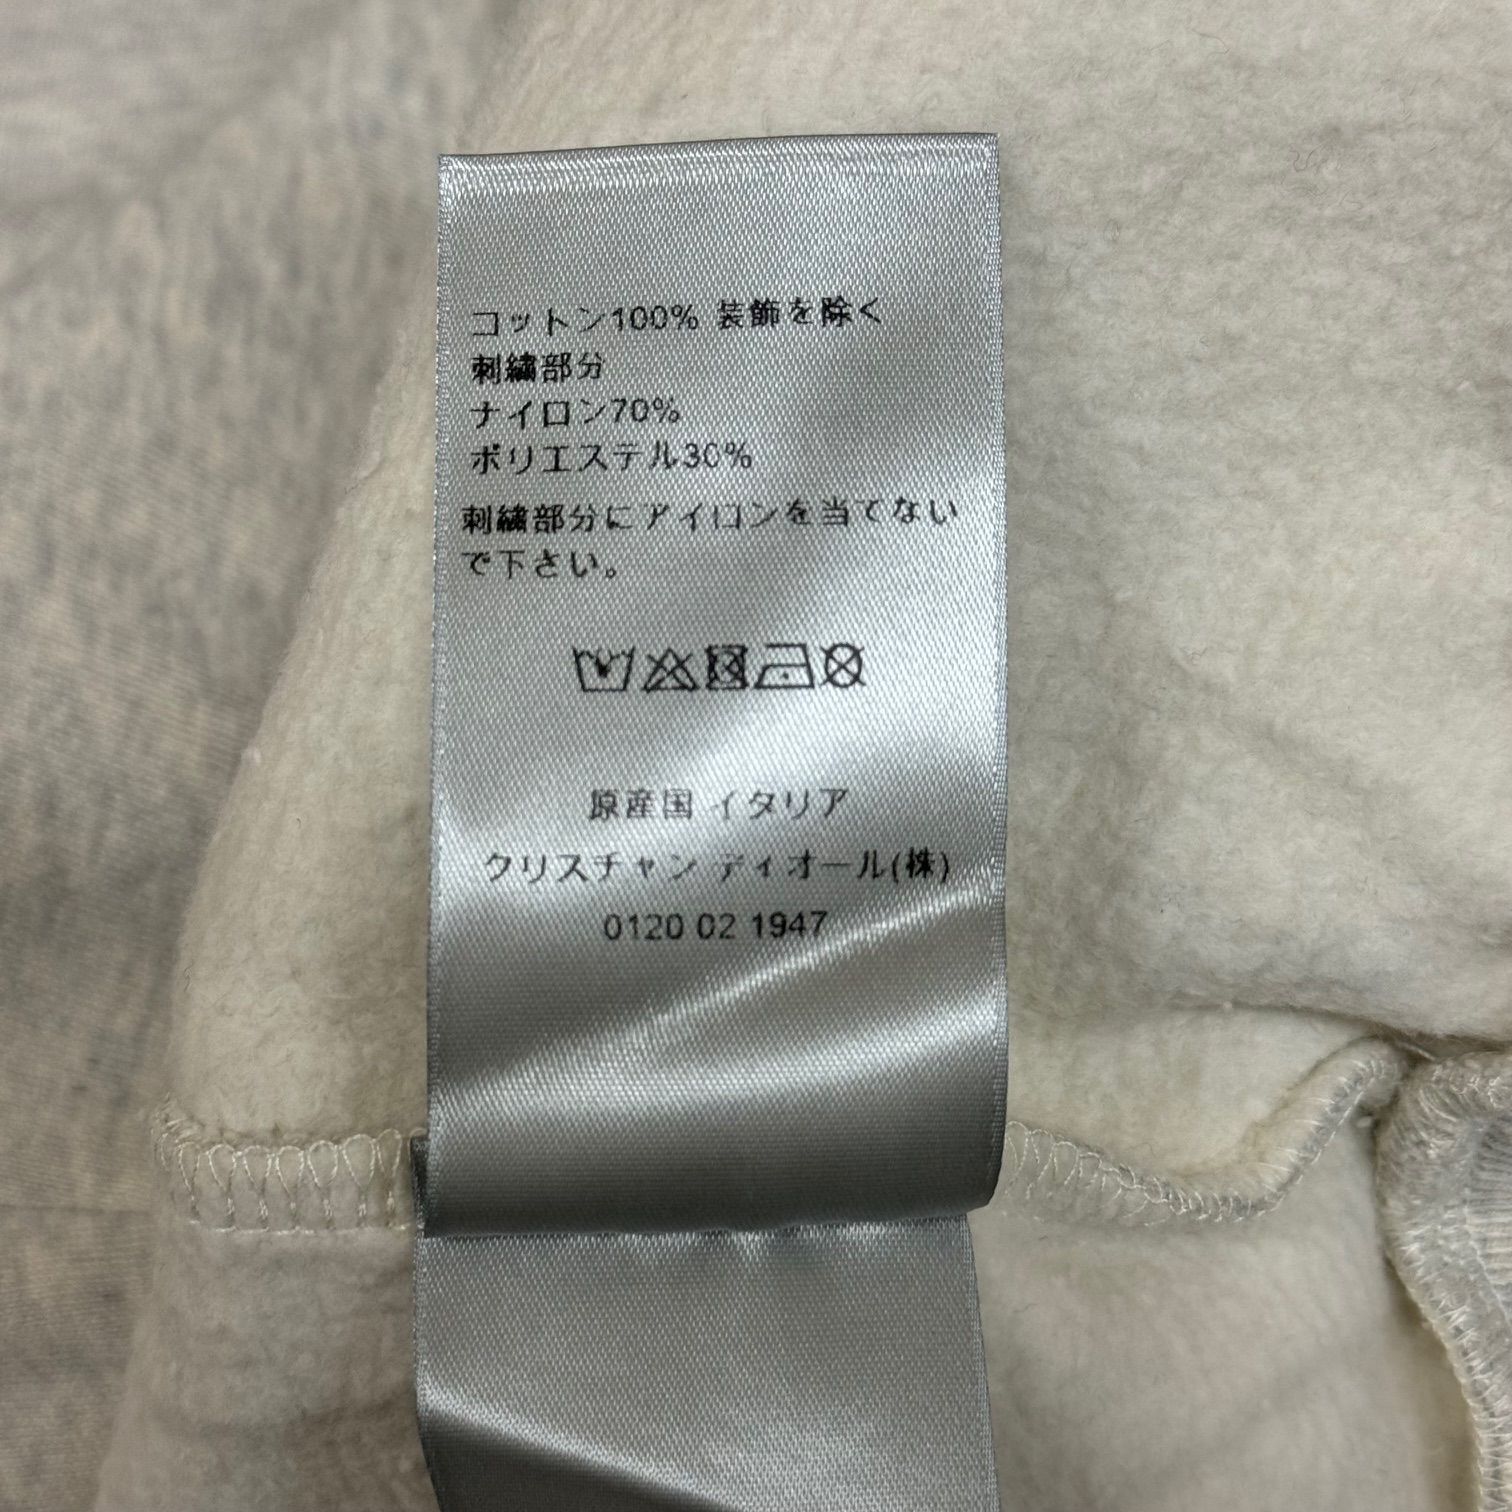 コットン100% 装飾を除く
刺繍部分
ナイロン70%
ポリエステル30%
刺繍部分にアイロンを当てない
で下さい。
原産国 イタリア
クリスチャン ディオール(株)
0120 02 1947